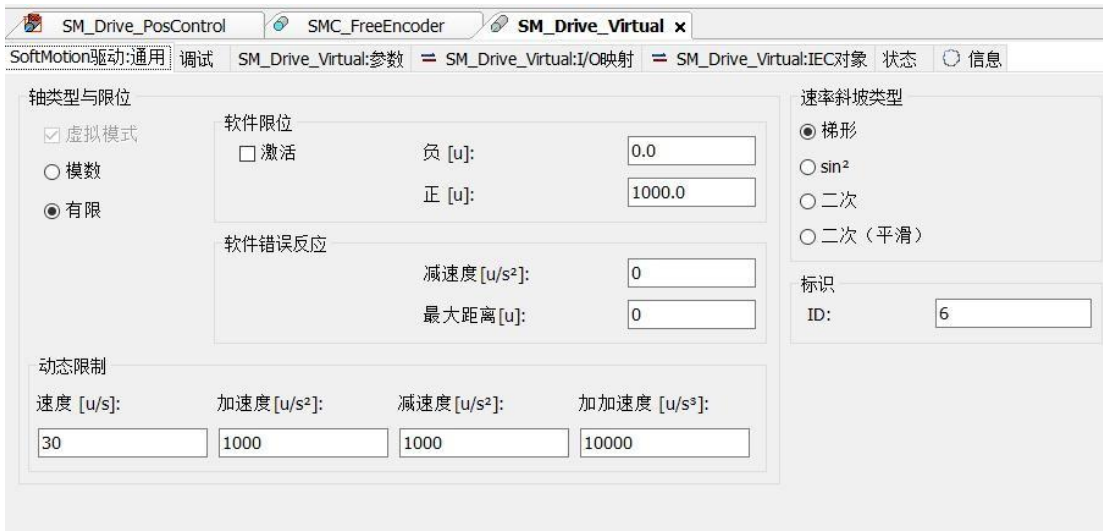 SM_Drive_PosControl SMC_FreeEncoder SM_Drive_Virtual x
SoftMotion驱动:通用 调试 SM_Drive_Virtual:参数 SM_Drive_Virtual:I/O映射 SM_Drive_Virtual:IEC对象 状态 信息
轴类型与限位
虚拟模式
模数
有限
软件限位
激活
负 [u]: 0.0
正 [u]: 1000.0
软件错误反应
减速度[u/s²]: 0
最大距离[u]: 0
动态限制
速度 [u/s]: 加速度[u/s²]: 减速度[u/s²]: 加加速度 [u/s³]:
30 1000 1000 10000
速率斜坡类型
梯形
sin²
二次
二次（平滑）
标识
ID: 6